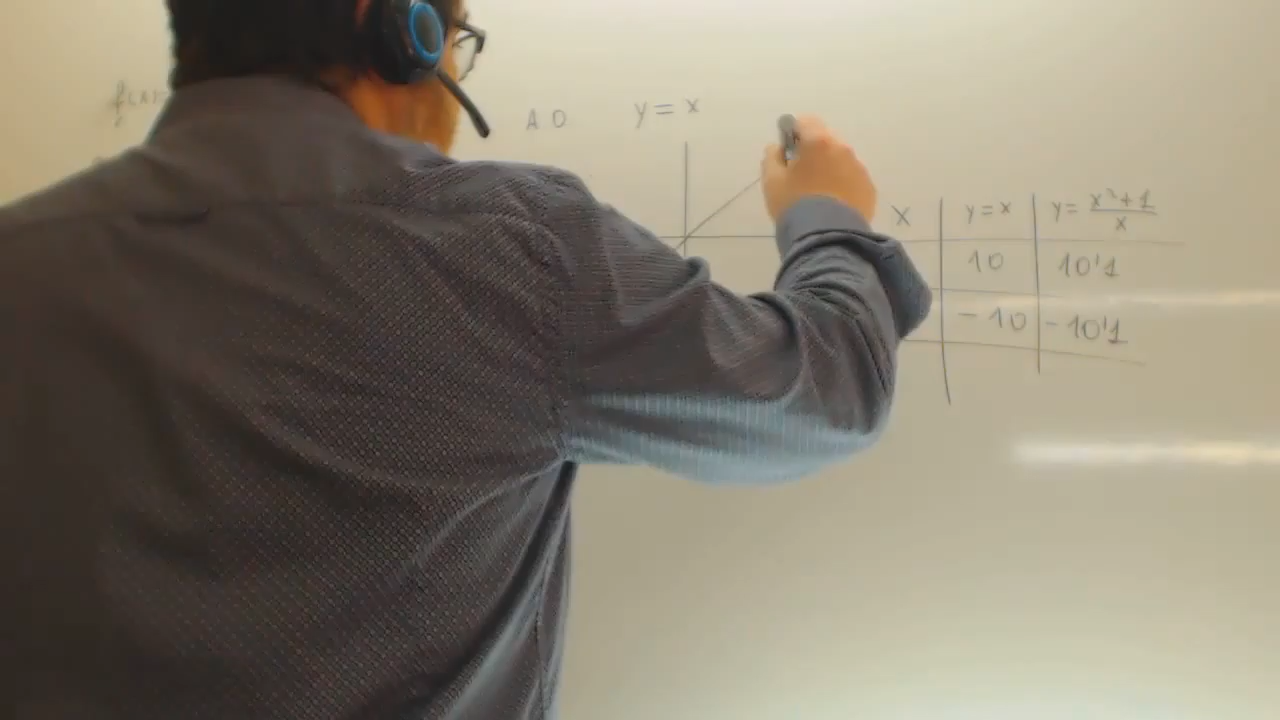 f(x)=
A O y = x
x y = x y = x²+1/x
10 10'1
-10 -10'1